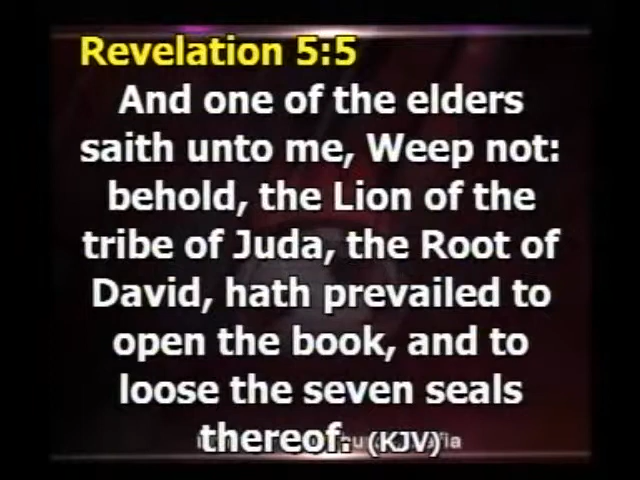 Revelation 5:5
And one of the elders
saith unto me, Weep not:
behold, the Lion of the
tribe of Juda, the Root of
David, hath prevailed to
open the book, and to
loose the seven seals
thereof. (KJV)